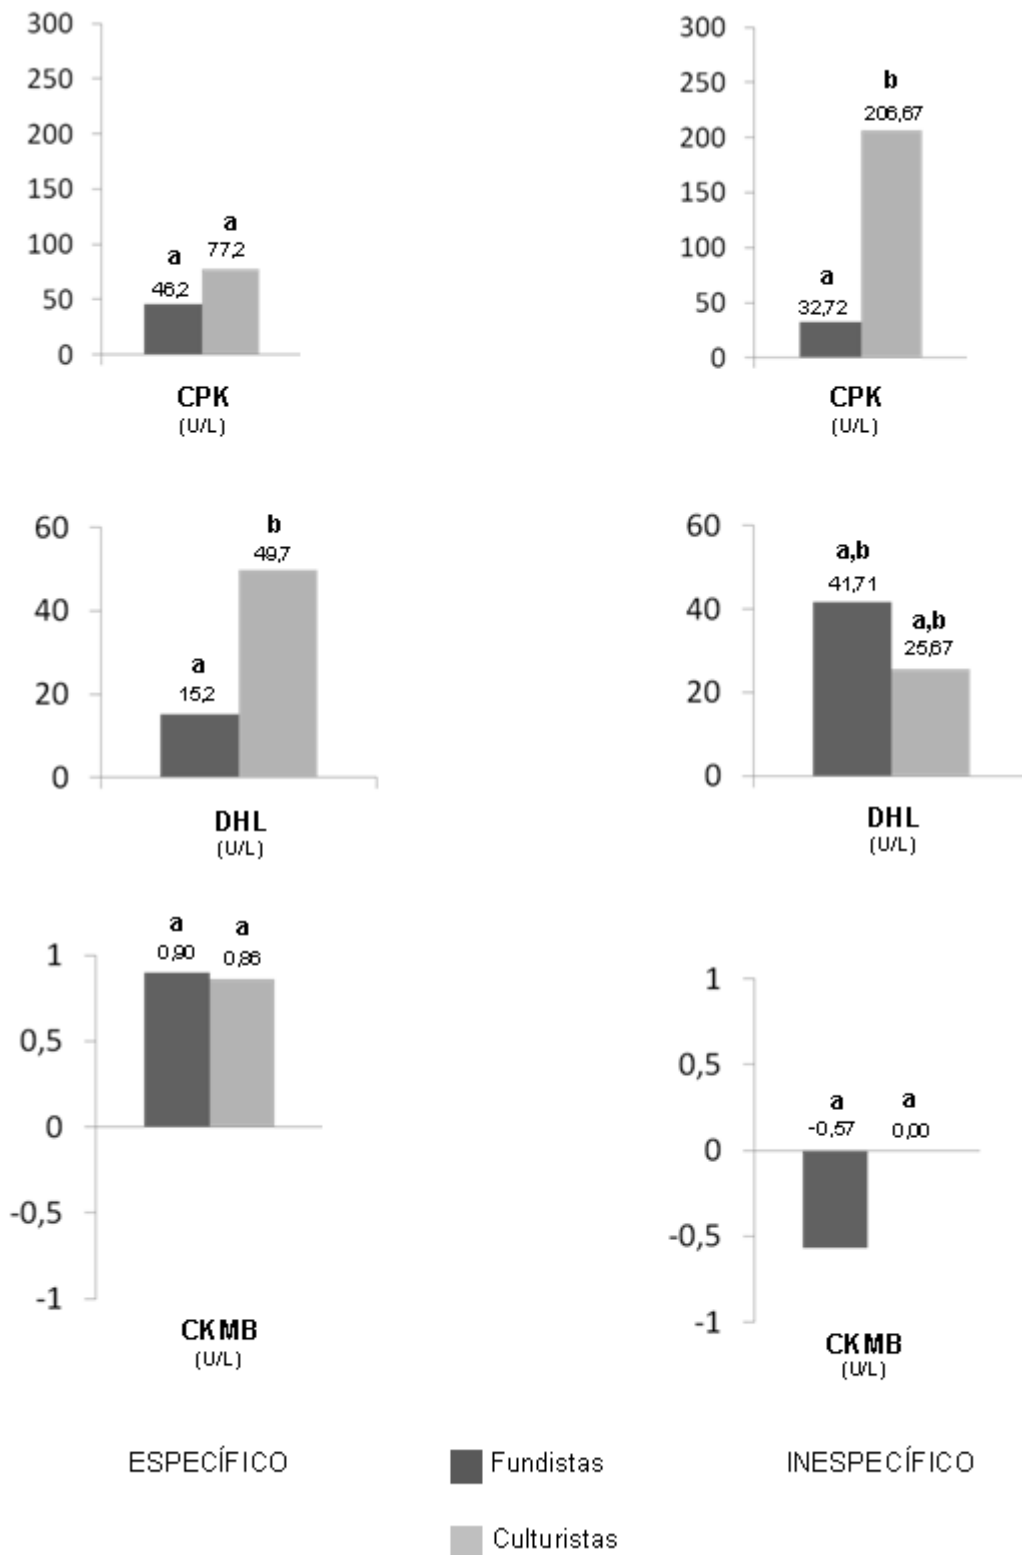 300
250
200
150
100
50
0
a
46,2
a
77,2
CPK
(U/L)
300
250
200
150
100
50
0
a
32,72
b
206,67
CPK
(U/L)
60
40
20
0
a
15,2
b
49,7
DHL
(U/L)
60
40
20
0
a,b
41,71
a,b
25,67
DHL
(U/L)
1
0,5
0
-0,5
-1
a
0,90
a
0,86
CKMB
(U/L)
1
0,5
0
-0,5
-1
a
-0,57
a
0,00
CKMB
(U/L)
ESPECÍFICO
Fundistas
INESPECÍFICO
Culturistas